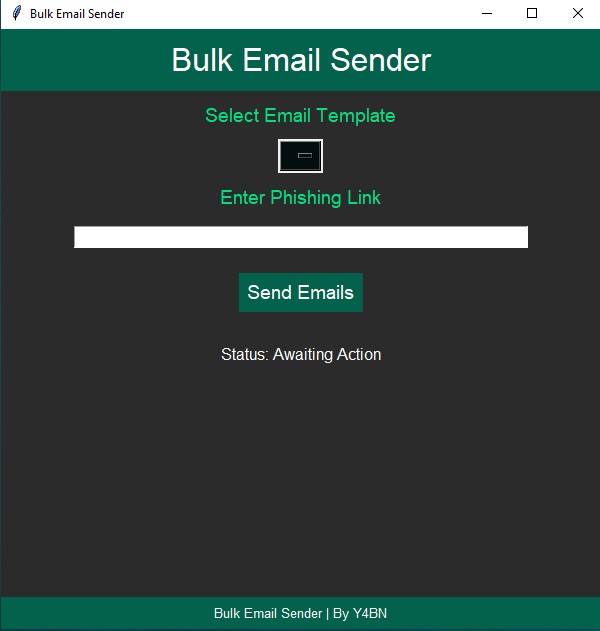 Bulk Email Sender
Bulk Email Sender
Select Email Template
Enter Phishing Link
Send Emails
Status: Awaiting Action
Bulk Email Sender | By Y4BN